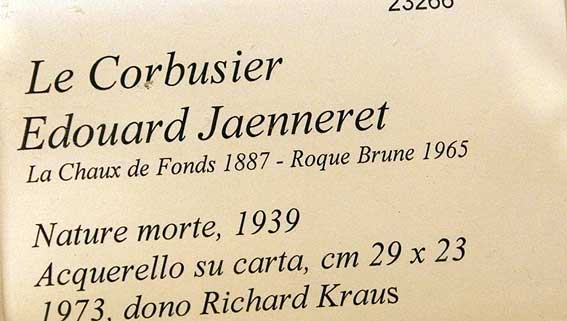 23266
Le Corbusier
Edouard Jaenneret
La Chaux de Fonds 1887 - Roque Brune 1965
Nature morte, 1939
Acquerello su carta, cm 29 x 23
1973, dono Richard Kraus